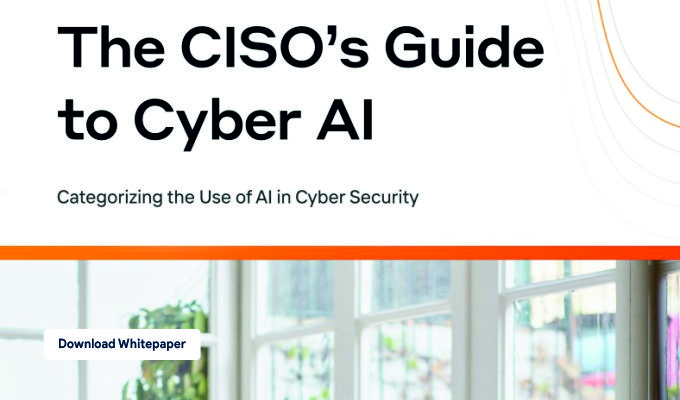 The CISO’s Guide
to Cyber AI
Categorizing the Use of AI in Cyber Security
Download Whitepaper